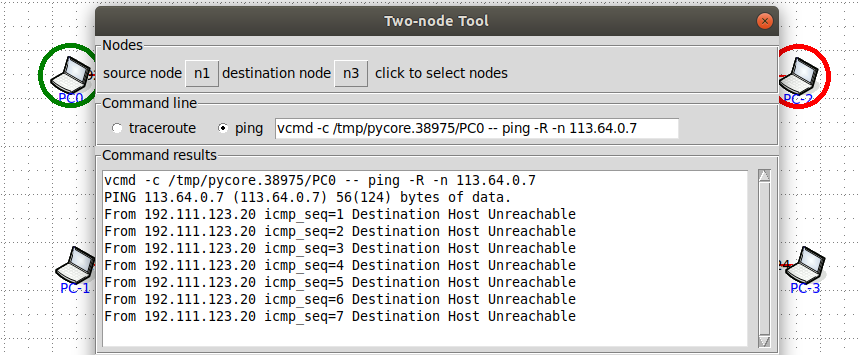 Two-node Tool
Nodes
source node n1 destination node n3 click to select nodes
PC0
PC-2
Command line
traceroute ping vcmd -c /tmp/pycore.38975/PC0 -- ping -R -n 113.64.0.7
Command results
vcmd -c /tmp/pycore.38975/PC0 -- ping -R -n 113.64.0.7
PING 113.64.0.7 (113.64.0.7) 56(124) bytes of data.
From 192.111.123.20 icmp_seq=1 Destination Host Unreachable
From 192.111.123.20 icmp_seq=2 Destination Host Unreachable
From 192.111.123.20 icmp_seq=3 Destination Host Unreachable
From 192.111.123.20 icmp_seq=4 Destination Host Unreachable
From 192.111.123.20 icmp_seq=5 Destination Host Unreachable
From 192.111.123.20 icmp_seq=6 Destination Host Unreachable
From 192.111.123.20 icmp_seq=7 Destination Host Unreachable
PC-1
PC-3